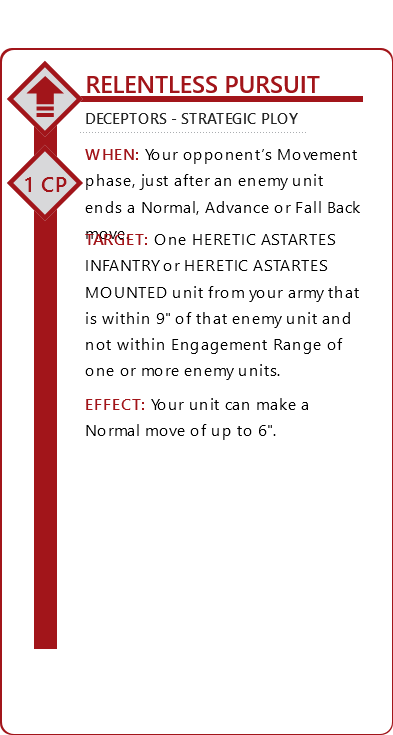 RELENTLESS PURSUIT
DECEPTORS - STRATEGIC PLOY
1 CP
WHEN: Your opponent's Movement
phase, just after an enemy unit
ends a Normal, Advance or Fall Back
move.
TARGET: One HERETIC ASTARTES
INFANTRY or HERETIC ASTARTES
MOUNTED unit from your army that
is within 9" of that enemy unit and
not within Engagement Range of
one or more enemy units.
EFFECT: Your unit can make a
Normal move of up to 6".